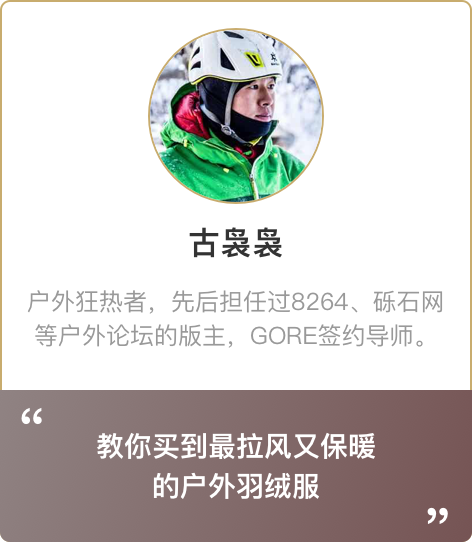 古袅袅
户外狂热者，先后担任过8264、砾石网
等户外论坛的版主，GORE签约导师。
“
教你买到最拉风又保暖
的户外羽绒服
”